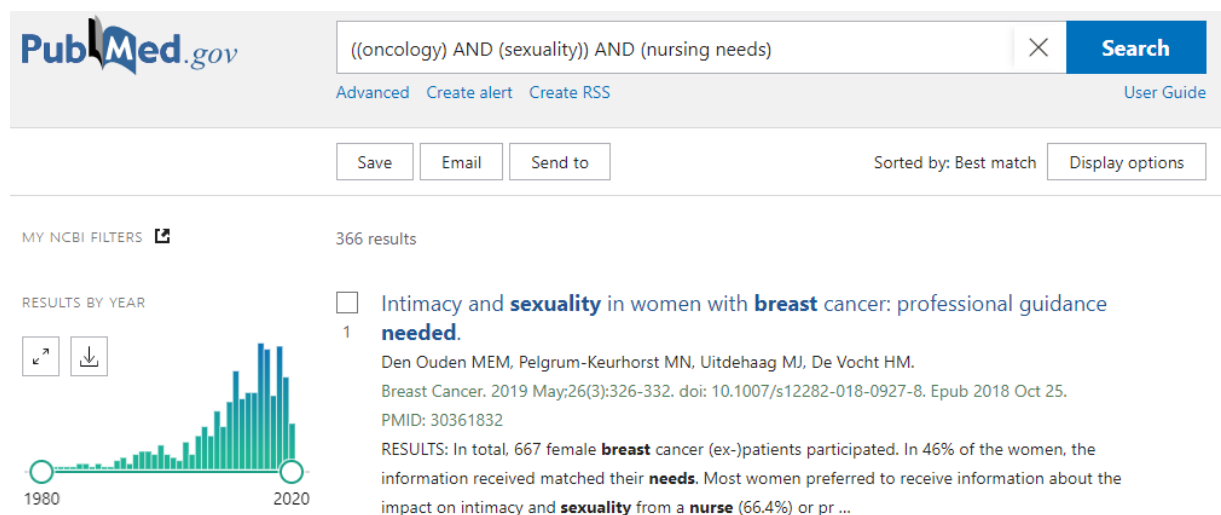 PubMed.gov
((oncology) AND (sexuality)) AND (nursing needs)
Search
Advanced Create alert Create RSS
User Guide
Save Email Send to
Sorted by: Best match Display options
MY NCBI FILTERS
366 results
RESULTS BY YEAR
1980 2020
1
Intimacy and sexuality in women with breast cancer: professional guidance
needed.
Den Ouden MEM, Pelgrum-Keurhorst MN, Uitdehaag MJ, De Vocht HM.
Breast Cancer. 2019 May;26(3):326-332. doi: 10.1007/s12282-018-0927-8. Epub 2018 Oct 25.
PMID: 30361832
RESULTS: In total, 667 female breast cancer (ex-)patients participated. In 46% of the women, the
information received matched their needs. Most women preferred to receive information about the
impact on intimacy and sexuality from a nurse (66.4%) or pr ...